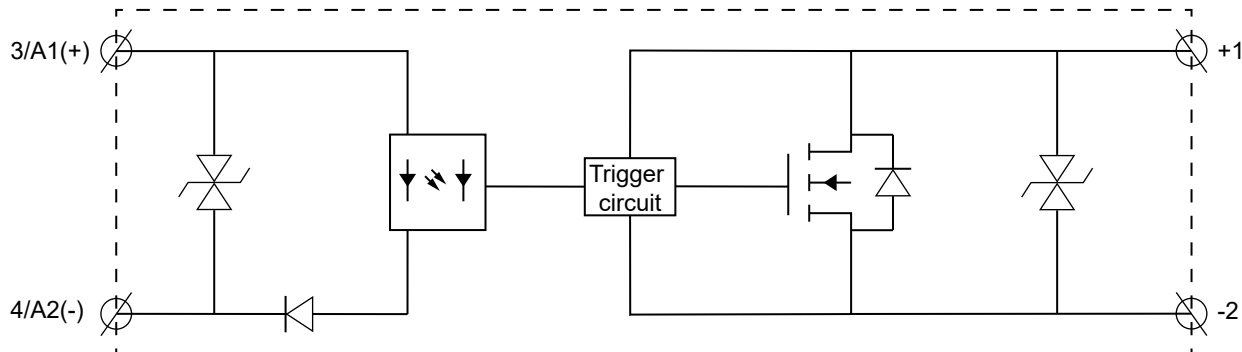 3/A1(+)
+1
Trigger
circuit
4/A2(-)
-2